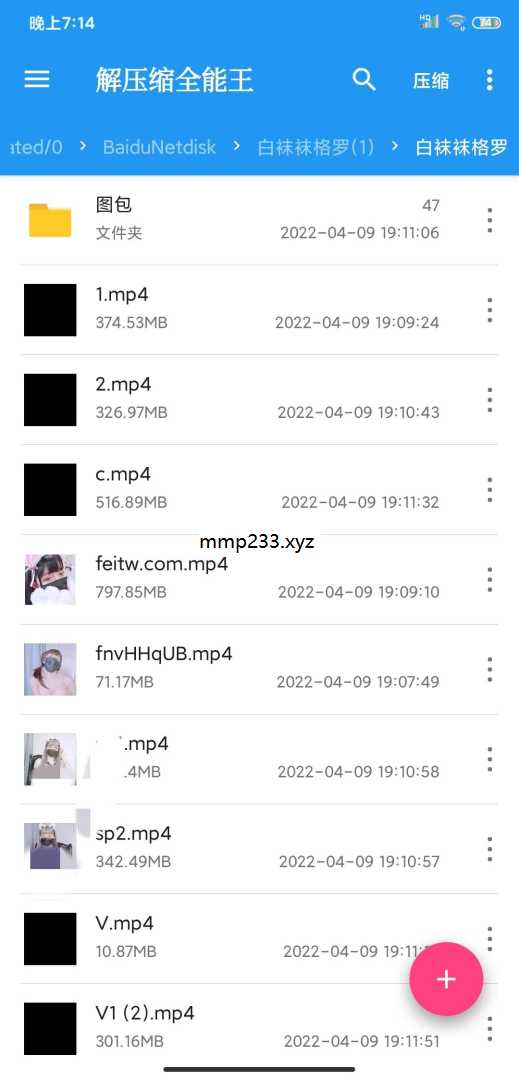 晚上7:14
HD
74
解压缩全能王
压缩
ated/0 > BaiduNetdisk > 白袜袜格罗(1) > 白袜袜格罗
图包
47
文件夹
2022-04-09 19:11:06
1.mp4
374.53MB
2022-04-09 19:09:24
2.mp4
326.97MB
2022-04-09 19:10:43
c.mp4
516.89MB
2022-04-09 19:11:32
mmp233.xyz
feitw.com.mp4
797.85MB
2022-04-09 19:09:10
fnvHHqUB.mp4
71.17MB
2022-04-09 19:07:49
.mp4
.4MB
2022-04-09 19:10:58
sp2.mp4
342.49MB
2022-04-09 19:10:57
V.mp4
10.87MB
2022-04-09 19:11:
V1 (2).mp4
301.16MB
2022-04-09 19:11:51